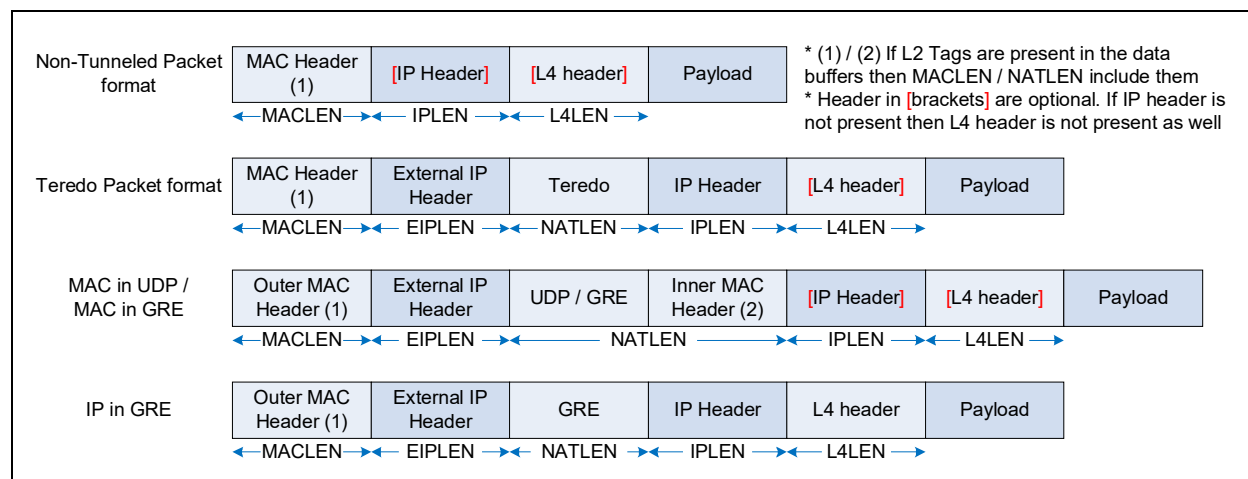 Non-Tunneled Packet
format
MAC Header
(1)
[IP Header]
[L4 header]
Payload
MACLEN
IPLEN
L4LEN
* (1) / (2) If L2 Tags are present in the data
buffers then MACLEN / NATLEN include them
* Header in [brackets] are optional. If IP header is
not present then L4 header is not present as well
Teredo Packet format
MAC Header
(1)
External IP
Header
Teredo
IP Header
[L4 header]
Payload
MACLEN
EIPLEN
NATLEN
IPLEN
L4LEN
MAC in UDP /
MAC in GRE
Outer MAC
Header (1)
External IP
Header
UDP / GRE
Inner MAC
Header (2)
[IP Header]
[L4 header]
Payload
MACLEN
EIPLEN
NATLEN
IPLEN
L4LEN
IP in GRE
Outer MAC
Header (1)
External IP
Header
GRE
IP Header
L4 header
Payload
MACLEN
EIPLEN
NATLEN
IPLEN
L4LEN